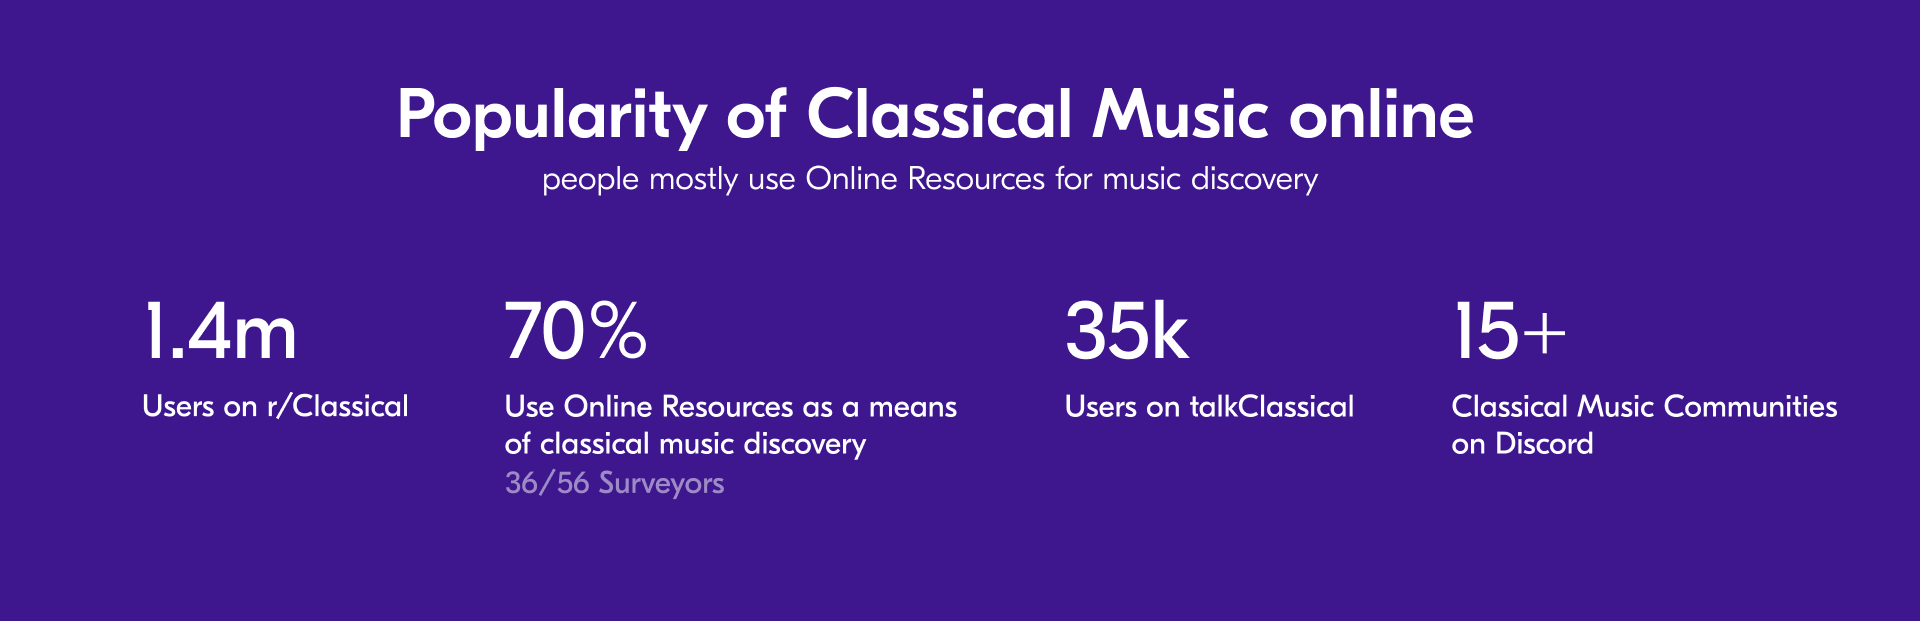 Popularity of Classical Music online
people mostly use Online Resources for music discovery
1.4m
Users on r/Classical
70%
Use Online Resources as a means
of classical music discovery
36/56 Surveyors
35k
Users on talkClassical
15+
Classical Music Communities
on Discord